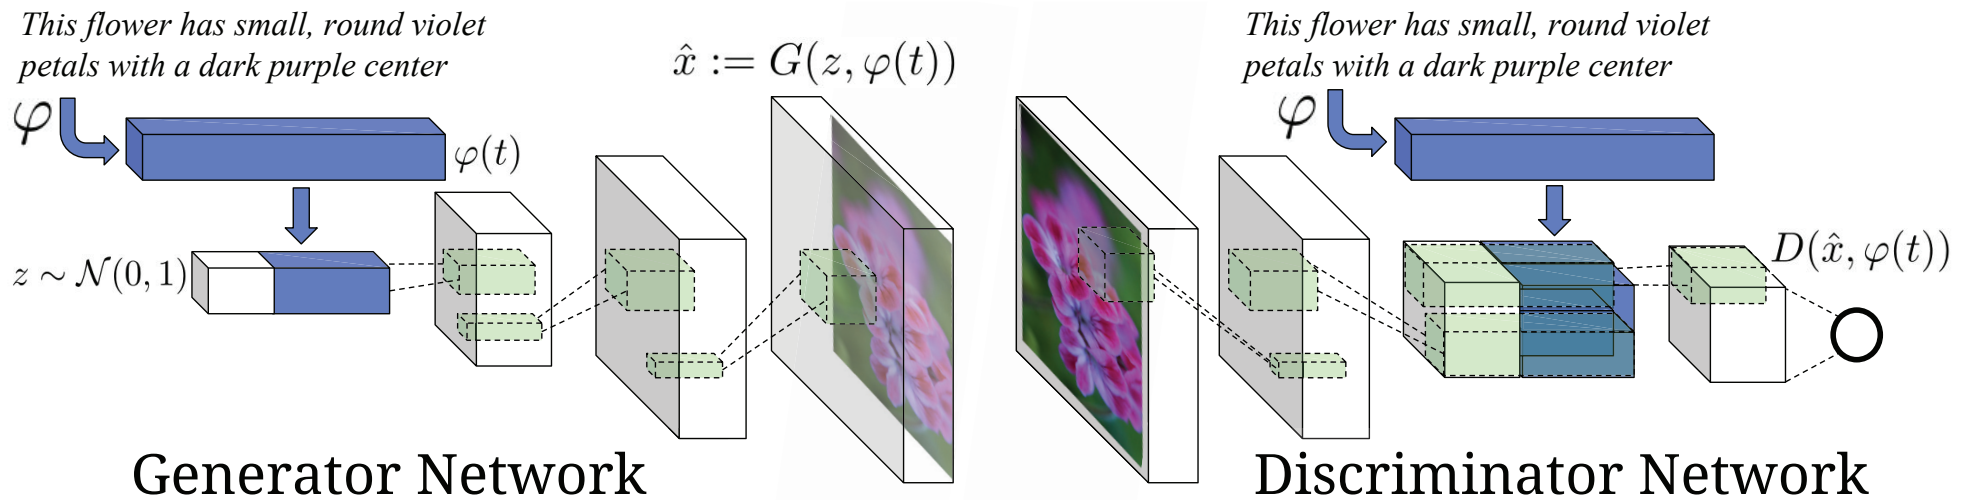 This flower has small, round violet
petals with a dark purple center
φ
φ(t)
z ∼ 𝒩(0, 1)
x̂ := G(z, φ(t))
Generator Network
This flower has small, round violet
petals with a dark purple center
φ
D(x̂, φ(t))
Discriminator Network